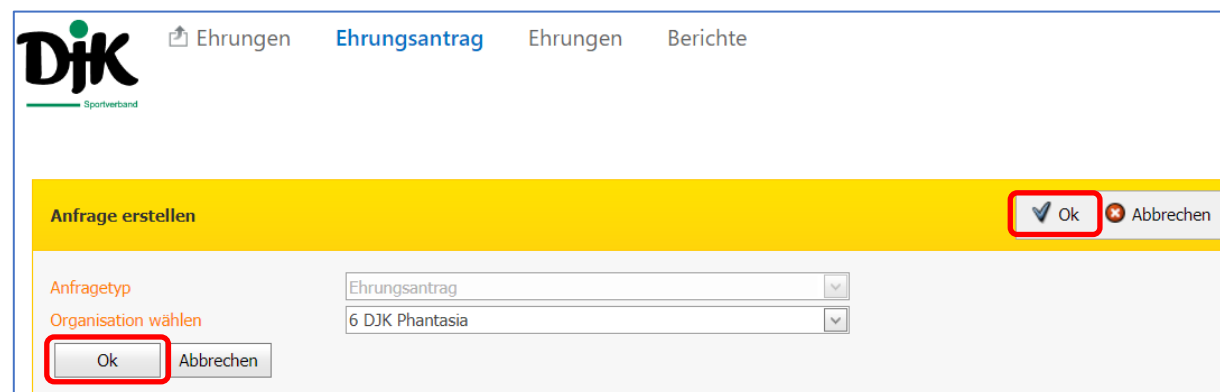 DJK
Sportverband
Ehrungen Ehrungsantrag Ehrungen Berichte
Anfrage erstellen Ok Abbrechen
Anfragetyp Ehrungsantrag
Organisation wählen 6 DJK Phantasia
Ok Abbrechen